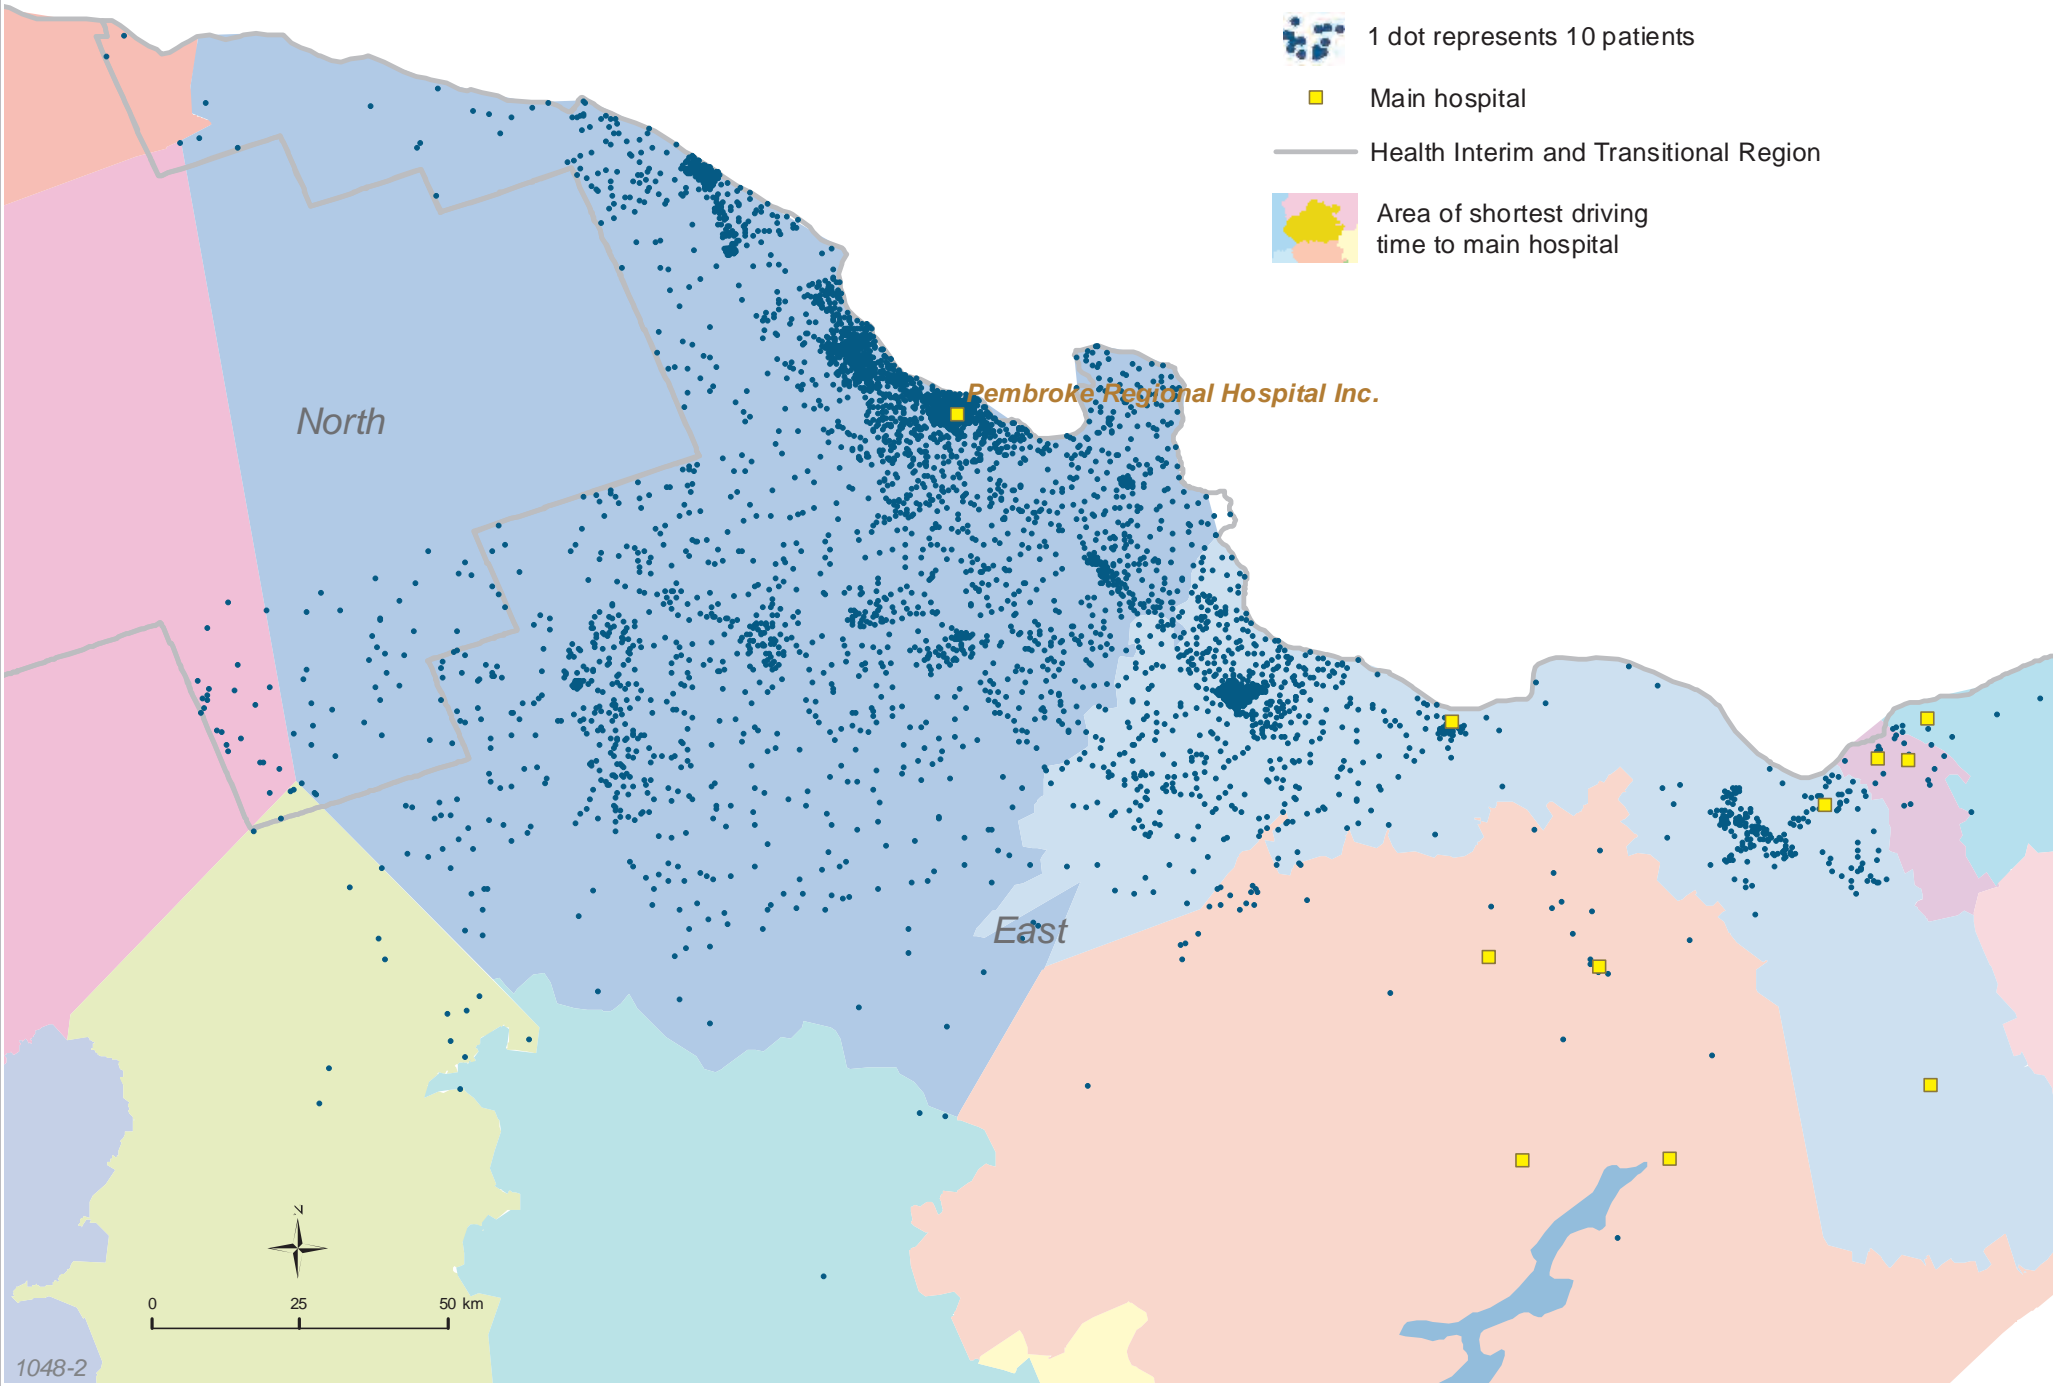 1 dot represents 10 patients
Main hospital
Health Interim and Transitional Region
Area of shortest driving
time to main hospital
Pembroke Regional Hospital Inc.
North
East
N
0 25 50 km
1048-2